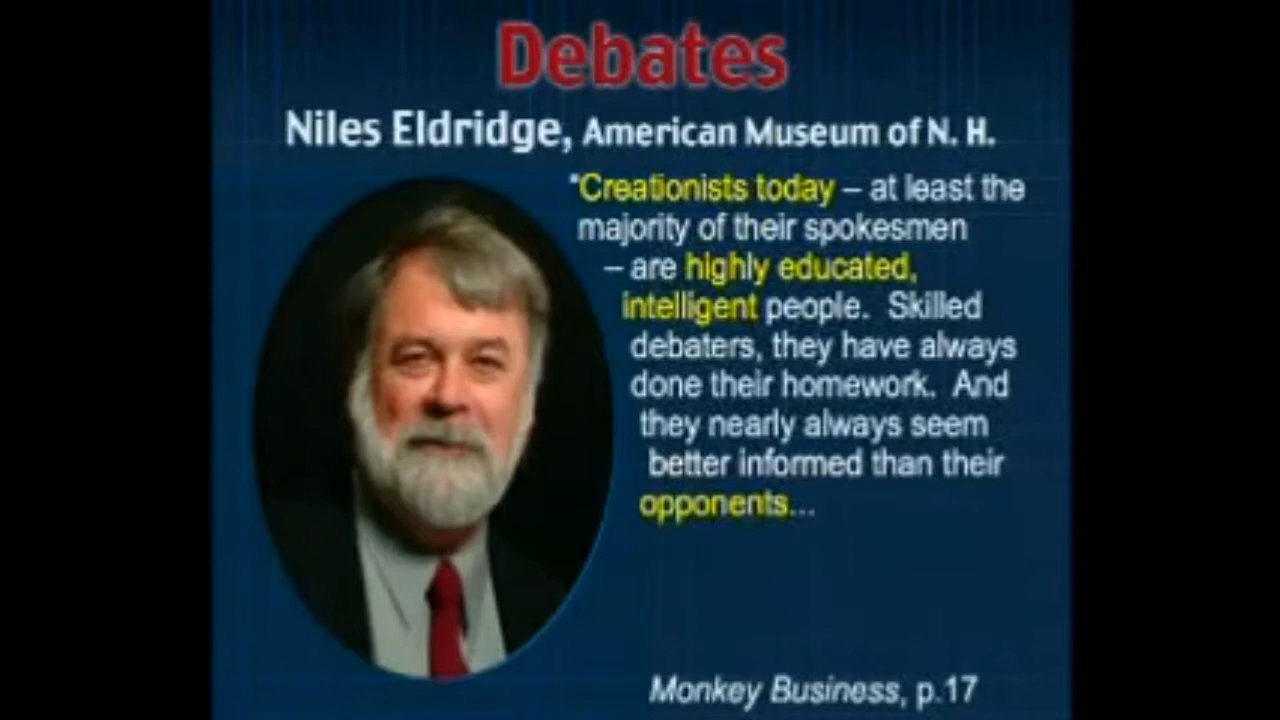 Debates
Niles Eldridge, American Museum of N. H.
"Creationists today – at least the
majority of their spokesmen
– are highly educated,
intelligent people. Skilled
debaters, they have always
done their homework. And
they nearly always seem
better informed than their
opponents...
Monkey Business, p.17